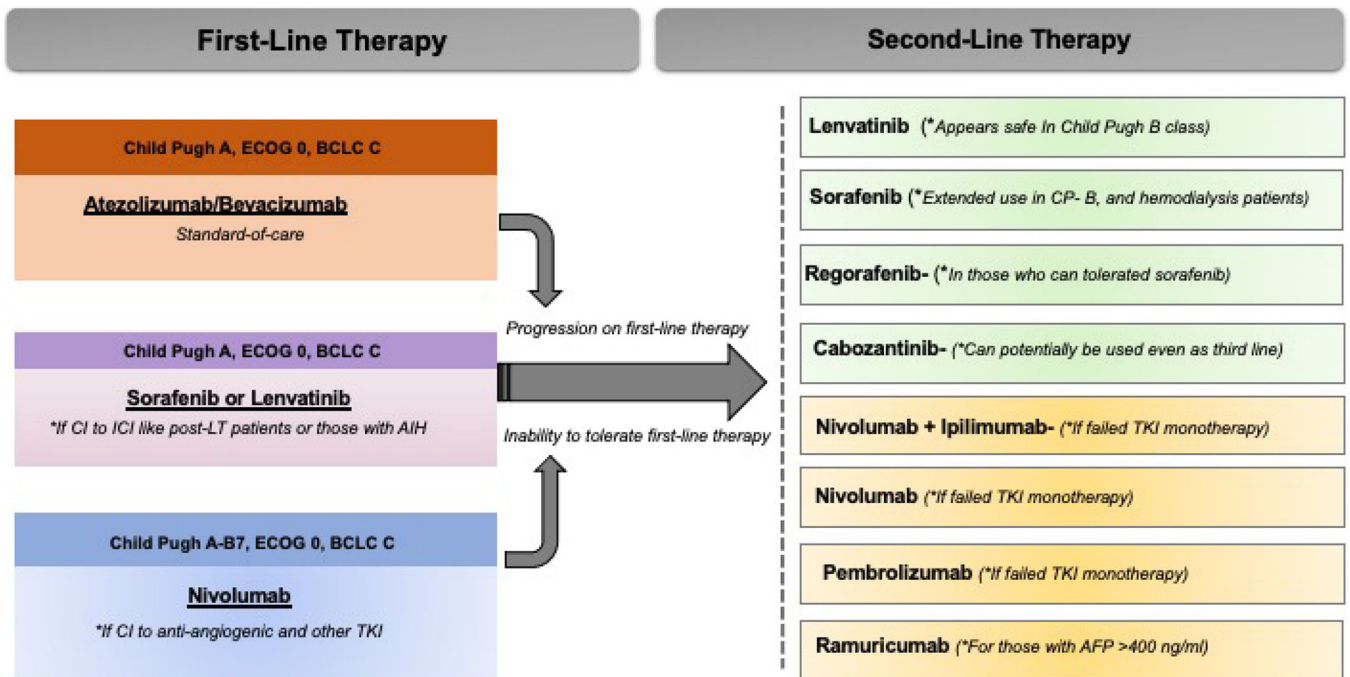 First-Line Therapy
Second-Line Therapy
Child Pugh A, ECOG 0, BCLC C
Atezolizumab/Bevacizumab
Standard-of-care
Child Pugh A, ECOG 0, BCLC C
Sorafenib or Lenvatinib
*If CI to ICI like post-LT patients or those with AIH
Child Pugh A-B7, ECOG 0, BCLC C
Nivolumab
*If CI to anti-angiogenic and other TKI
Progression on first-line therapy
Inability to tolerate first-line therapy
Lenvatinib (*Appears safe In Child Pugh B class)
Sorafenib (*Extended use in CP- B, and hemodialysis patients)
Regorafenib- (*In those who can tolerated sorafenib)
Cabozantinib- (*Can potentially be used even as third line)
Nivolumab + Ipilimumab- (*If failed TKI monotherapy)
Nivolumab (*If failed TKI monotherapy)
Pembrolizumab (*If failed TKI monotherapy)
Ramuricumab (*For those with AFP >400 ng/ml)